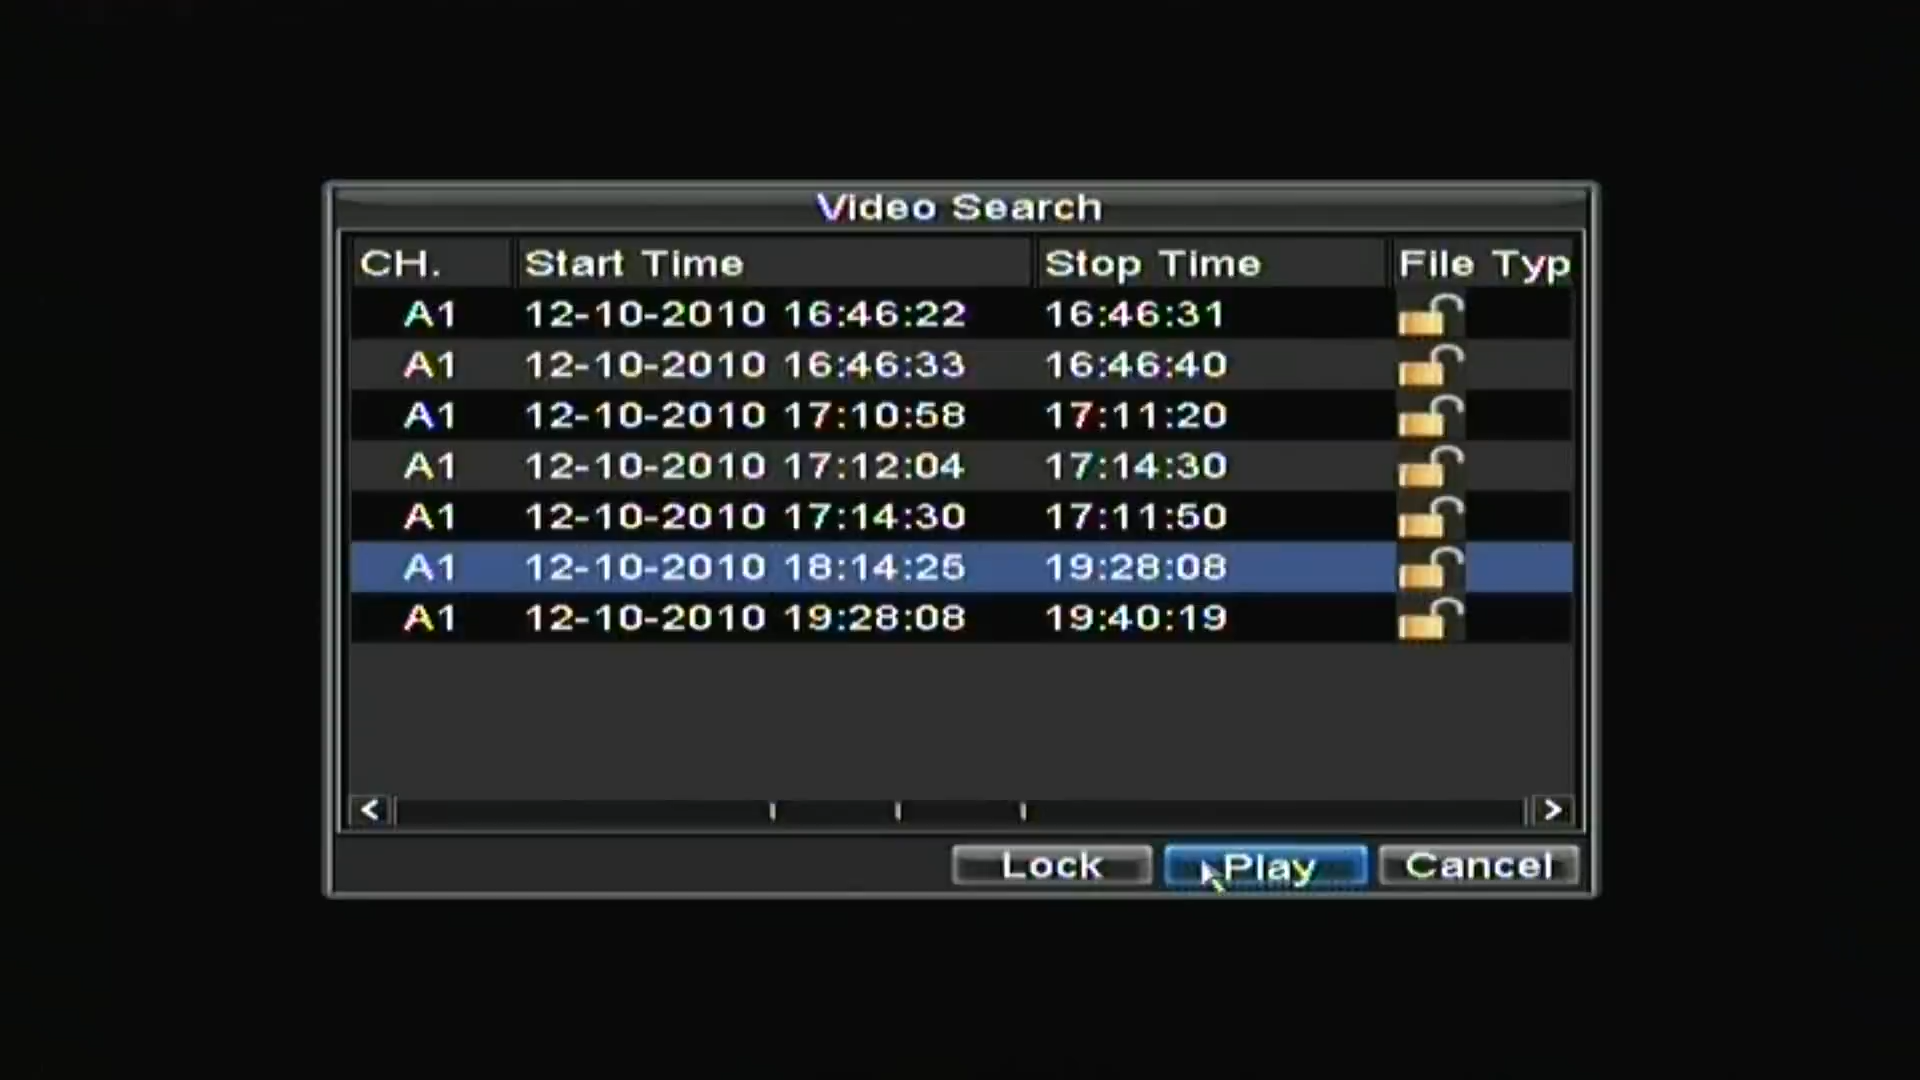 Video Search
CH. Start Time Stop Time File Typ
A1 12-10-2010 16:46:22 16:46:31
A1 12-10-2010 16:46:33 16:46:40
A1 12-10-2010 17:10:58 17:11:20
A1 12-10-2010 17:12:04 17:14:30
A1 12-10-2010 17:14:30 17:11:50
A1 12-10-2010 18:14:25 19:28:08
A1 12-10-2010 19:28:08 19:40:19
Lock Play Cancel